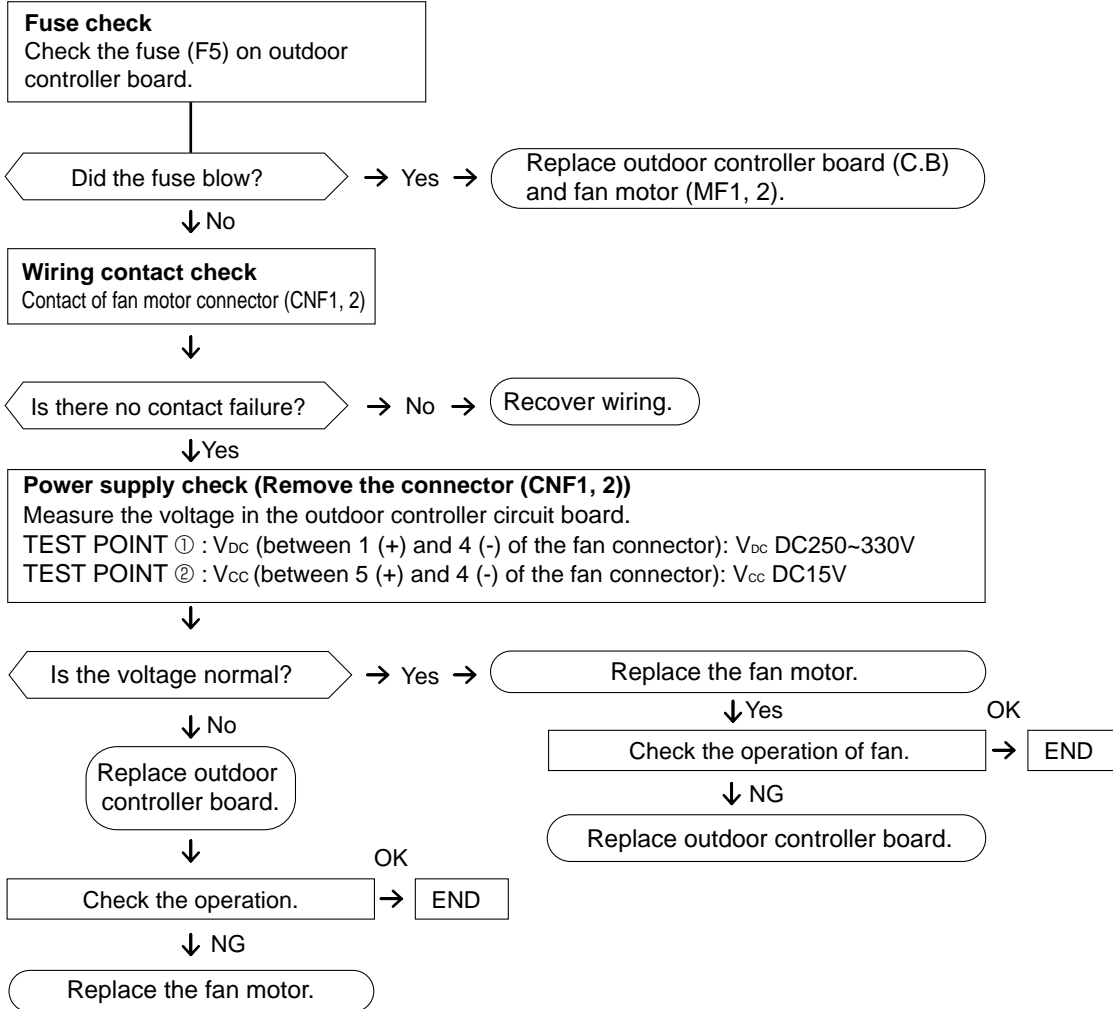 Fuse check
Check the fuse (F5) on outdoor
controller board.
Did the fuse blow?
→ Yes →
Replace outdoor controller board (C.B)
and fan motor (MF1, 2).
↓ No
Wiring contact check
Contact of fan motor connector (CNF1, 2)
↓
Is there no contact failure?
→ No →
Recover wiring.
↓Yes
Power supply check (Remove the connector (CNF1, 2))
Measure the voltage in the outdoor controller circuit board.
TEST POINT ① : VDC (between 1 (+) and 4 (-) of the fan connector): VDC DC250~330V
TEST POINT ② : VCC (between 5 (+) and 4 (-) of the fan connector): VCC DC15V
↓
Is the voltage normal?
→ Yes →
Replace the fan motor.
↓Yes
OK
Check the operation of fan.
→
END
↓ NG
Replace outdoor controller board.
↓ No
Replace outdoor
controller board.
↓
OK
Check the operation.
→
END
↓ NG
Replace the fan motor.